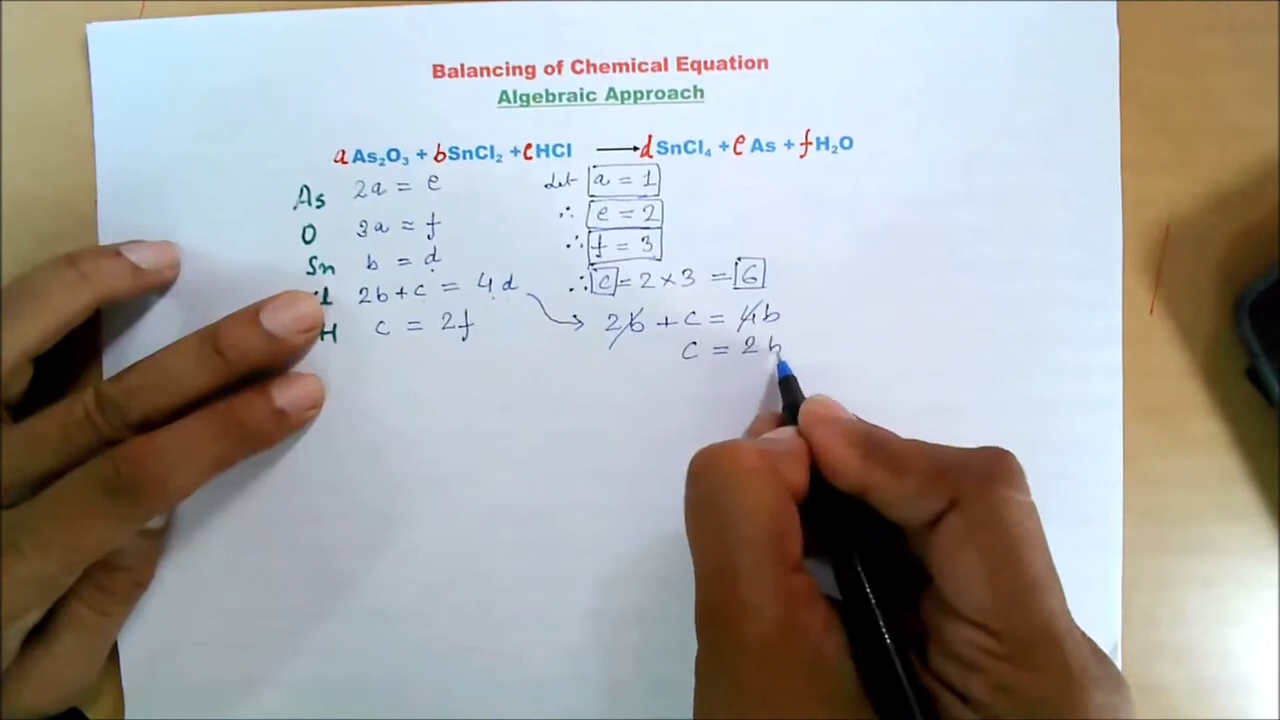 Balancing of Chemical Equation
Algebraic Approach
a As₂O₃ + b SnCl₂ + c HCl ⟶ d SnCl₄ + e As + f H₂O
As 2a = e let a = 1
O 3a = f ∴ e = 2
Sn b = d ∴ f = 3
2b + c = 4d ∴ c = 2 × 3 = 6
H c = 2f → 2b + c = 4b
c = 2b